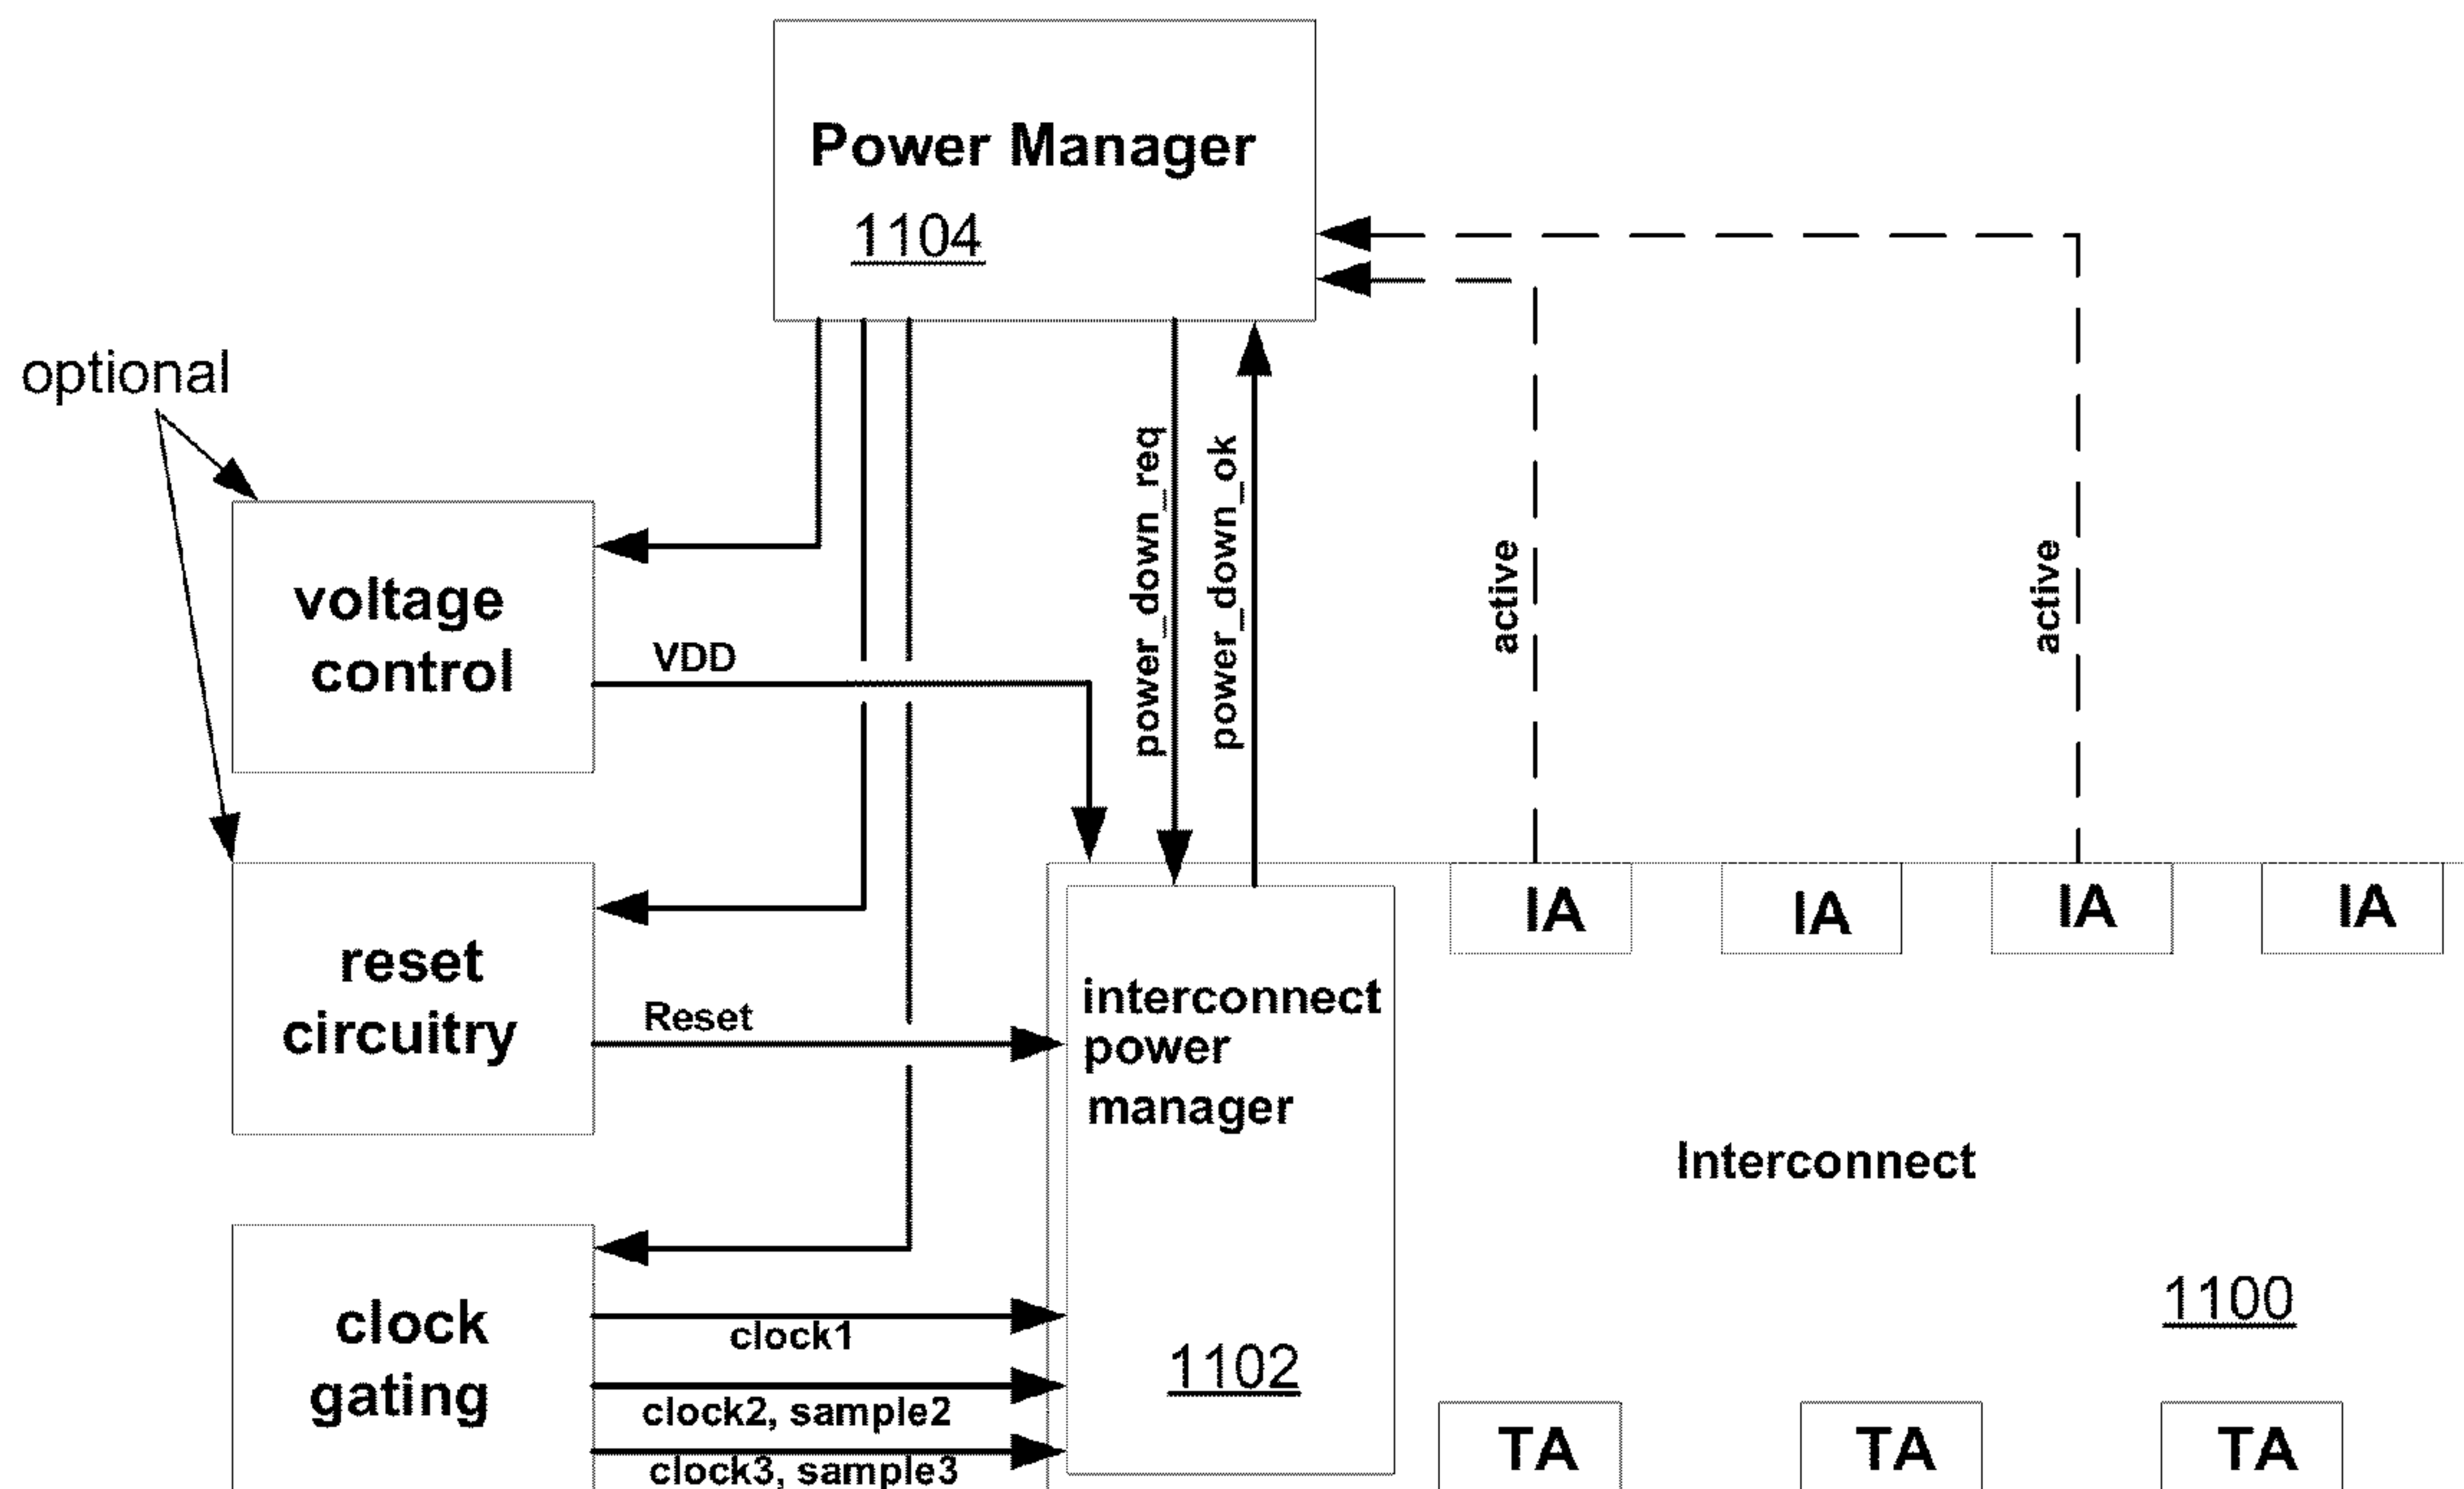 Power Manager
1104
optional
power_down_req
power_down_ok
active
active
voltage
control
VDD
IA
IA
IA
IA
reset
circuitry
Reset
interconnect
power
manager
Interconnect
1100
clock
gating
clock1
1102
clock2, sample2
clock3, sample3
TA
TA
TA